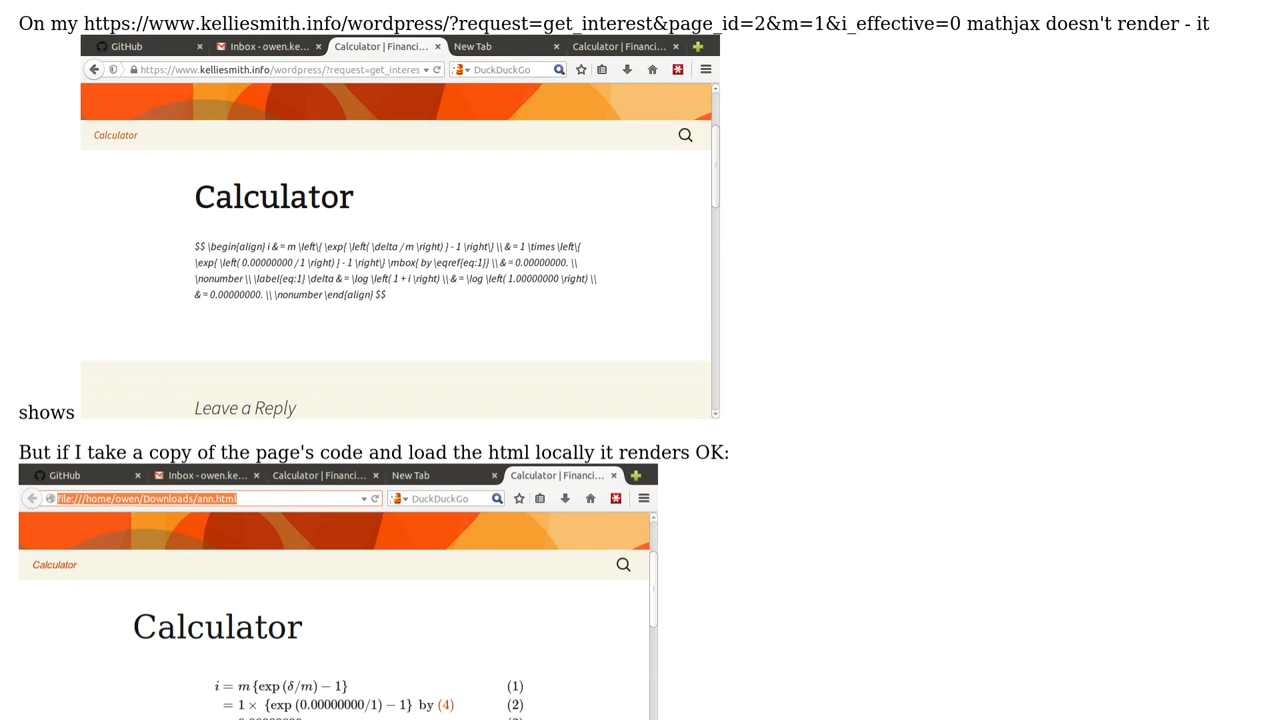 On my https://www.kelliesmith.info/wordpress/?request=get_interest&page_id=2&m=1&i_effective=0 mathjax doesn't render - it
GitHub × Inbox - owen.ke... × Calculator | Financi... × New Tab × Calculator | Financi... ×
https://www.kelliesmith.info/wordpress/?request=get_interes DuckDuckGo
Calculator
Calculator
$$ \begin{align} i & = m \left\{ \exp{ \left( \delta / m \right) } - 1 \right\} \\ & = 1 \times \left\{
\exp{ \left( 0.00000000 / 1 \right) } - 1 \right\} \mbox{ by \eqref{eq:1}} \\ & = 0.00000000. \\
\nonumber \\ \label{eq:1} \delta & = \log \left( 1 + i \right) \\ & = \log \left( 1.00000000 \right) \\
& = 0.00000000. \\ \nonumber \end{align} $$
Leave a Reply
shows
But if I take a copy of the page's code and load the html locally it renders OK:
GitHub × Inbox - owen.ke... × Calculator | Financi... × New Tab × Calculator | Financi... ×
file:///home/owen/Downloads/ann.html DuckDuckGo
Calculator
Calculator
i = m {exp (δ/m) − 1} (1)
= 1 × {exp (0.00000000/1) − 1} by (4) (2)